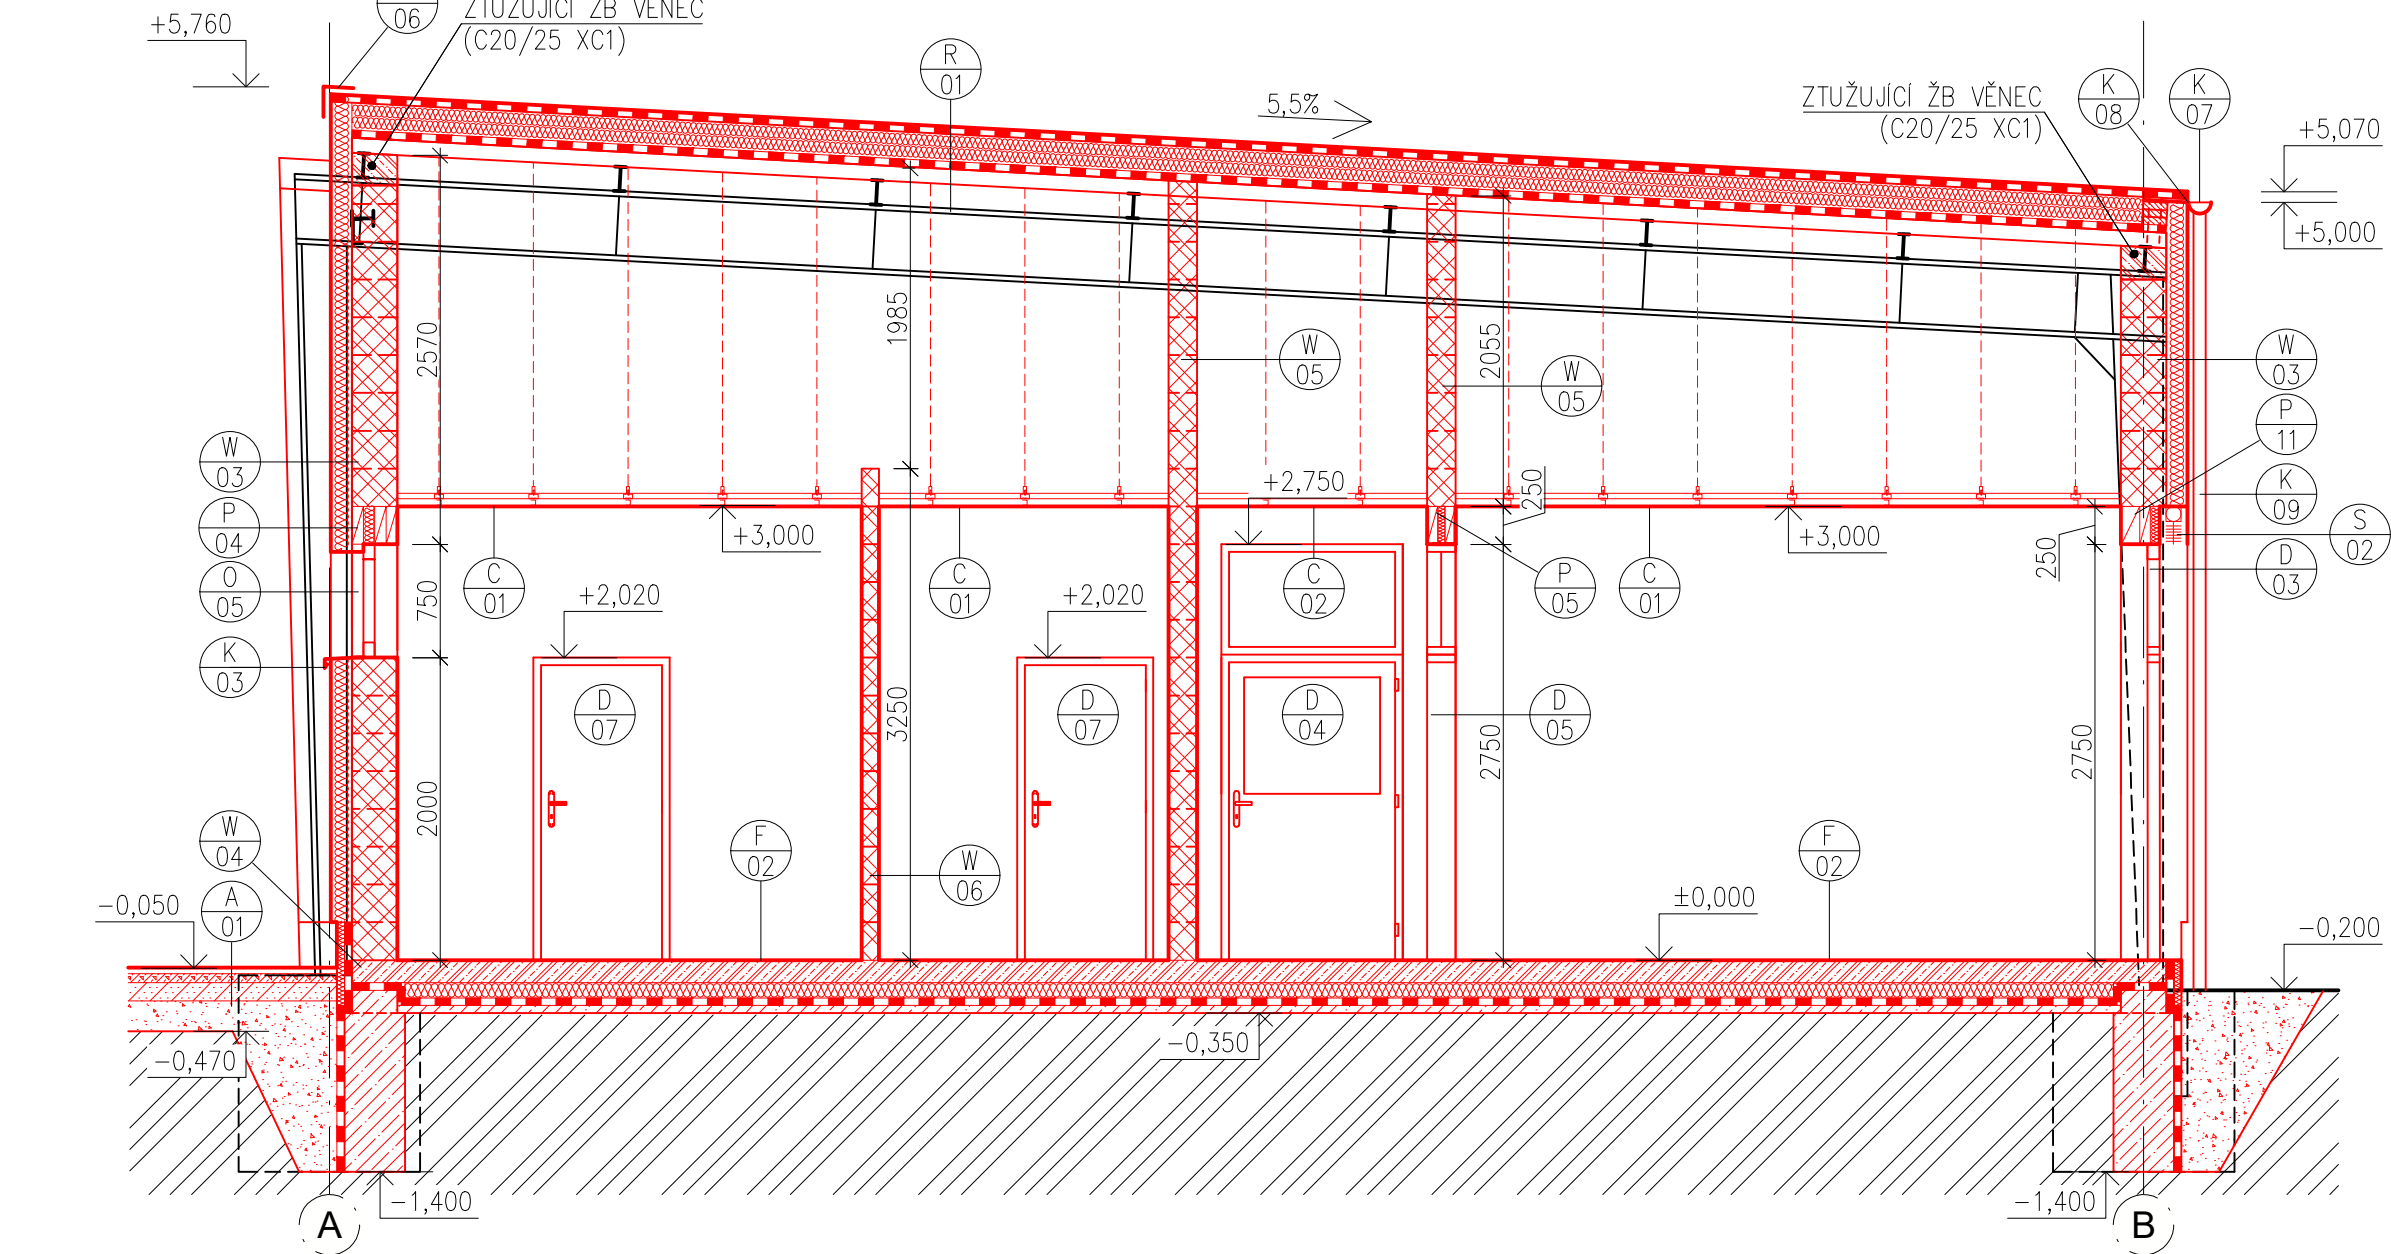 06
ZTUŽUJÍCÍ ŽB VĚNEC
(C20/25 XC1)
+5,760
R
01
5,5%
ZTUŽUJÍCÍ ŽB VĚNEC
(C20/25 XC1)
K
08
K
07
+5,070
+5,000
2570
1985
2055
W
05
W
05
W
03
P
11
K
09
S
02
D
03
W
03
P
04
O
05
K
03
+3,000
+2,750
250
+3,000
250
C
01
C
01
C
02
P
05
C
01
750
+2,020
+2,020
D
07
D
07
D
04
D
05
3250
2750
2750
2000
W
04
A
01
F
02
W
06
F
02
-0,050
±0,000
-0,200
-0,470
-0,350
-1,400
-1,400
A
B